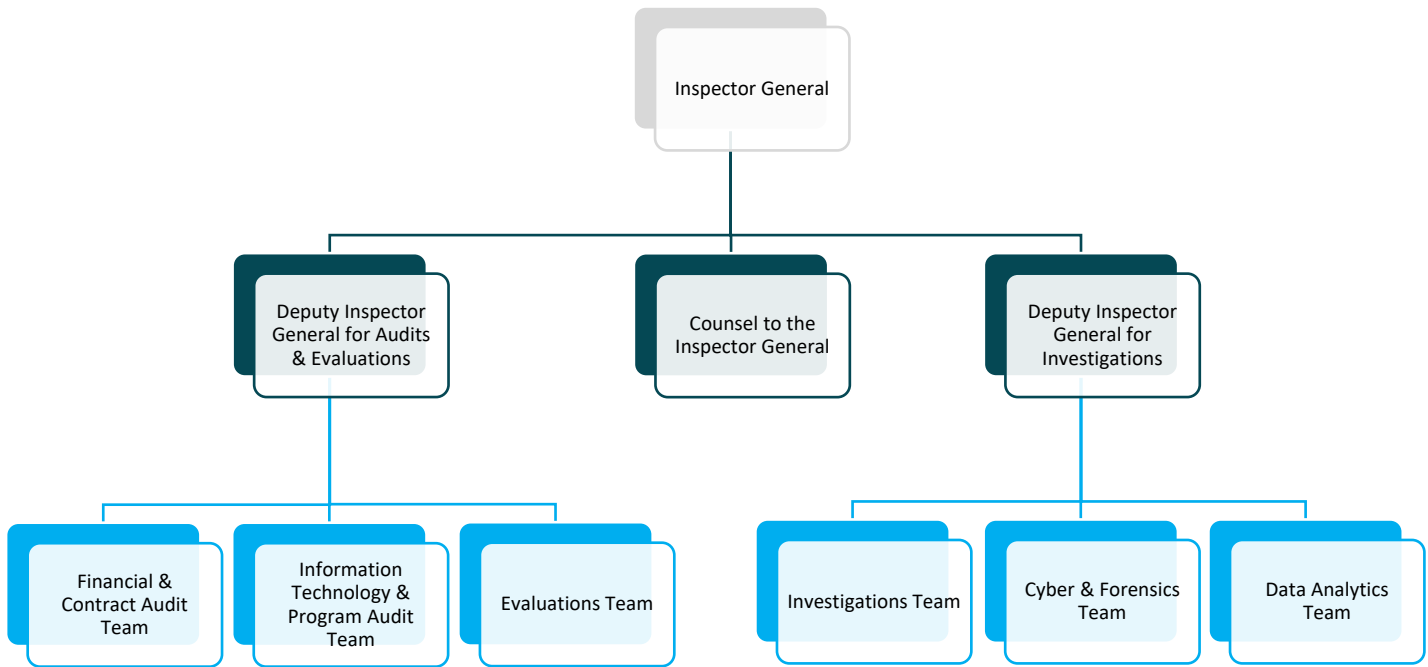 Inspector General
Deputy Inspector
General for Audits
& Evaluations
Counsel to the
Inspector General
Deputy Inspector
General for
Investigations
Financial &
Contract Audit
Team
Information
Technology &
Program Audit
Team
Evaluations Team
Investigations Team
Cyber & Forensics
Team
Data Analytics
Team